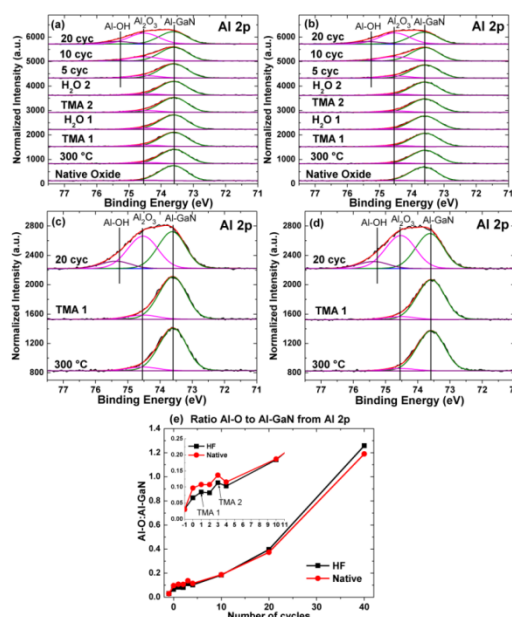 (a) Al-OH Al2O3 Al-GaN Al 2p
20 cyc
10 cyc
5 cyc
H2O 2
TMA 2
H2O 1
TMA 1
300 °C
Native Oxide
Normalized Intensity (a.u.)
6000
5000
4000
3000
2000
1000
0
77 76 75 74 73 72 71
Binding Energy (eV)
(b) Al-OH Al2O3 Al-GaN Al 2p
20 cyc
10 cyc
5 cyc
H2O 2
TMA 2
H2O 1
TMA 1
300 °C
Native Oxide
Normalized Intensity (a.u.)
6000
5000
4000
3000
2000
1000
0
77 76 75 74 73 72 71
Binding Energy (eV)
(c) Al-OH Al2O3 Al-GaN Al 2p
20 cyc
TMA 1
300 °C
Normalized Intensity (a.u.)
2800
2400
2000
1600
1200
800
77 76 75 74 73 72 71
Binding Energy (eV)
(d) Al-OH Al2O3 Al-GaN Al 2p
20 cyc
TMA 1
300 °C
Normalized Intensity (a.u.)
2800
2400
2000
1600
1200
800
77 76 75 74 73 72 71
Binding Energy (eV)
(e) Ratio Al-O to Al-GaN from Al 2p
Al-O:Al-GaN
1.4
1.2
1.0
0.8
0.6
0.4
0.2
0.0
0.25
0.20
0.15
0.10
0.05
0.00
HF
Native
TMA 1
TMA 2
-1 0 1 2 3 4 5 6 7 8 9 10 11
HF
Native
0 10 20 30 40
Number of cycles